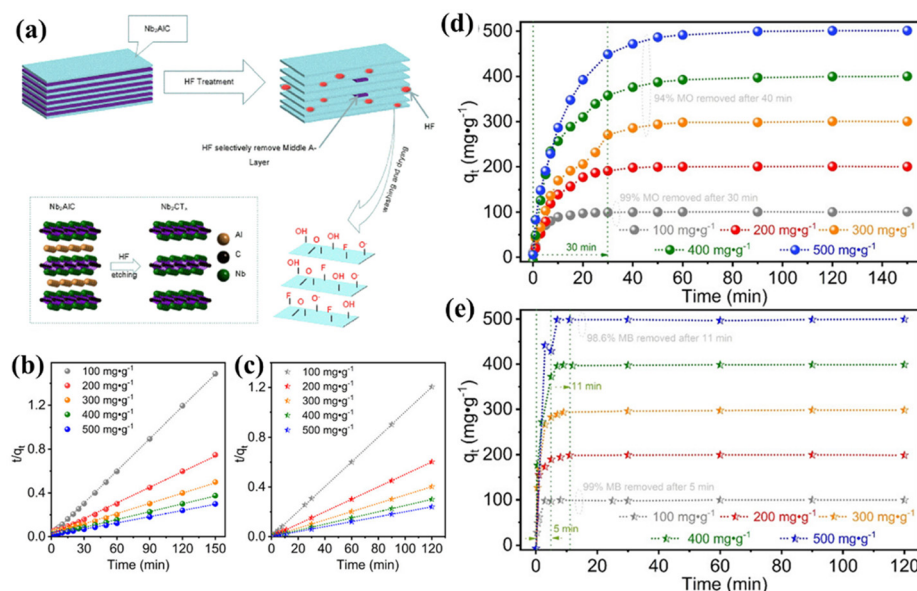 (a)
Nb₂AlC
HF Treatment
HF
HF selectively remove Middle A-
Layer
washing and drying
Nb₂AlC
Nb₂CTₓ
HF
etching
Al
C
Nb
OH O O⁻ OH F O⁻
F O O⁻ OH OH O⁻
OH OH O O⁻ F
(b)
t/qt
1.2
0.8
0.4
0.0
100 mg•g⁻¹
200 mg•g⁻¹
300 mg•g⁻¹
400 mg•g⁻¹
500 mg•g⁻¹
0 30 60 90 120 150
Time (min)
(c)
t/qt
1.2
0.8
0.4
0.0
100 mg•g⁻¹
200 mg•g⁻¹
300 mg•g⁻¹
400 mg•g⁻¹
500 mg•g⁻¹
0 20 40 60 80 100 120
Time (min)
(d)
qt (mg•g⁻¹)
500
400
300
200
100
0
94% MO removed after 40 min
99% MO removed after 30 min
30 min
100 mg•g⁻¹ 200 mg•g⁻¹ 300 mg•g⁻¹
400 mg•g⁻¹ 500 mg•g⁻¹
0 20 40 60 80 100 120 140
Time (min)
(e)
qt (mg•g⁻¹)
500
400
300
200
100
0
98.6% MB removed after 11 min
11 min
99% MB removed after 5 min
5 min
100 mg•g⁻¹ 200 mg•g⁻¹ 300 mg•g⁻¹
400 mg•g⁻¹ 500 mg•g⁻¹
0 20 40 60 80 100 120
Time (min)